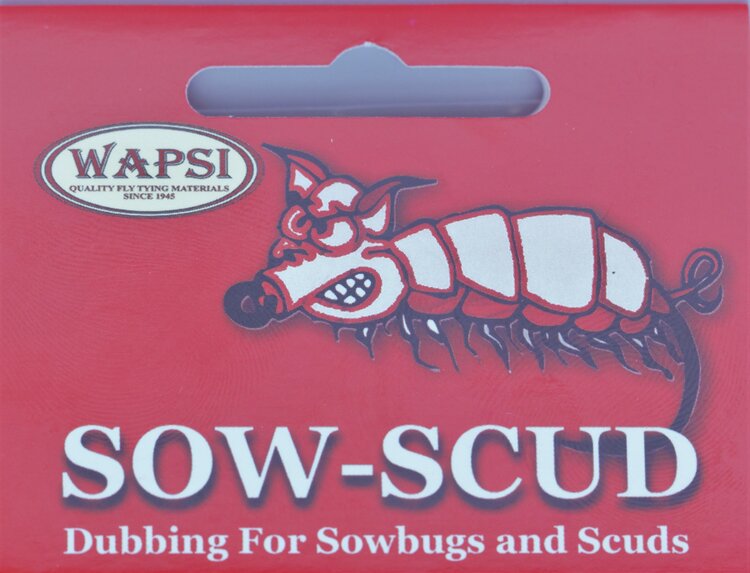 WAPSI
QUALITY FLY TYING MATERIALS
SINCE 1945
SOW-SCUD
Dubbing For Sowbugs and Scuds